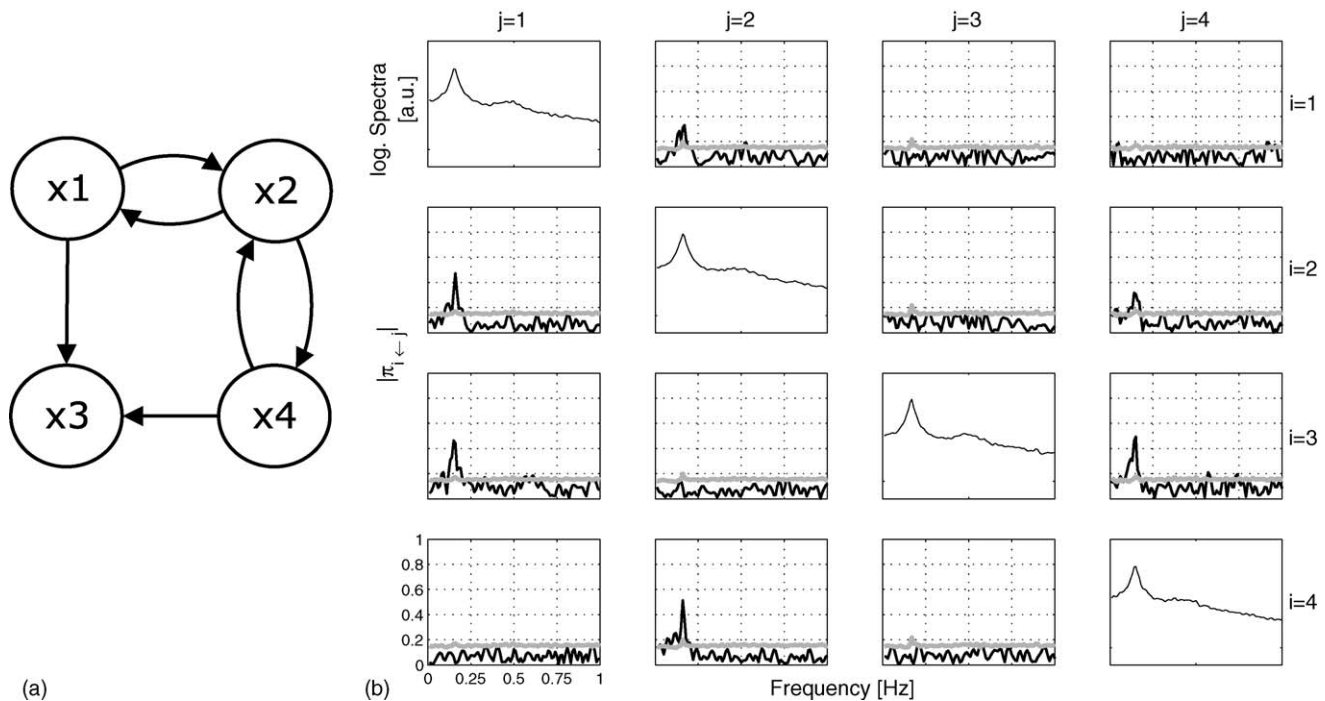 j=1 j=2 j=3 j=4
log. Spectra
[a.u.]
i=1
x1 x2
i=2
|π i ← j|
x3 x4
i=3
1
0.8
0.6
0.4
0.2
0
i=4
0 0.25 0.5 0.75 1
(a) (b) Frequency [Hz]